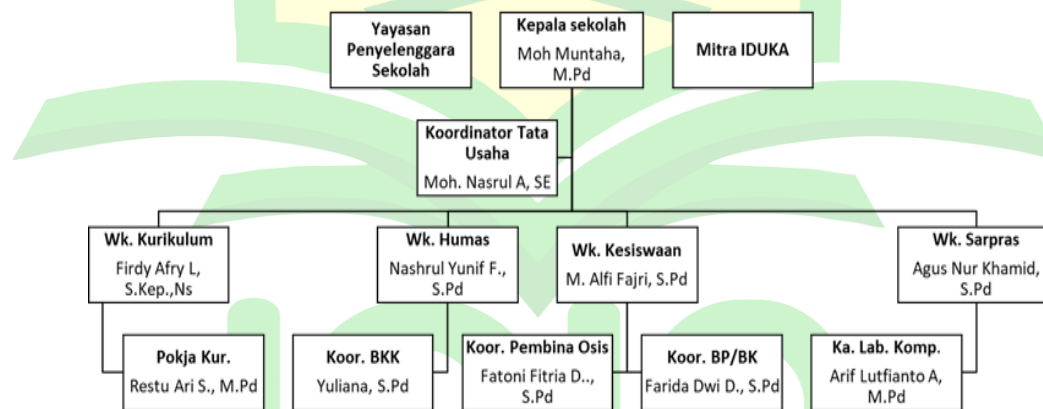 Yayasan
Penyelenggara
Sekolah
Kepala sekolah
Moh Muntaha,
M.Pd
Mitra IDUKA
Koordinator Tata
Usaha
Moh. Nasrul A, SE
Wk. Kurikulum
Firdy Afry L,
S.Kep.,Ns
Wk. Humas
Nashrul Yunif F.,
S.Pd
Wk. Kesiswaan
M. Alfi Fajri, S.Pd
Wk. Sarpras
Agus Nur Khamid,
S.Pd
Pokja Kur.
Restu Ari S., M.Pd
Koor. BKK
Yuliana, S.Pd
Koor. Pembina Osis
Fatoni Fitria D..,
S.Pd
Koor. BP/BK
Farida Dwi D., S.Pd
Ka. Lab. Komp.
Arif Lutfianto A,
M.Pd